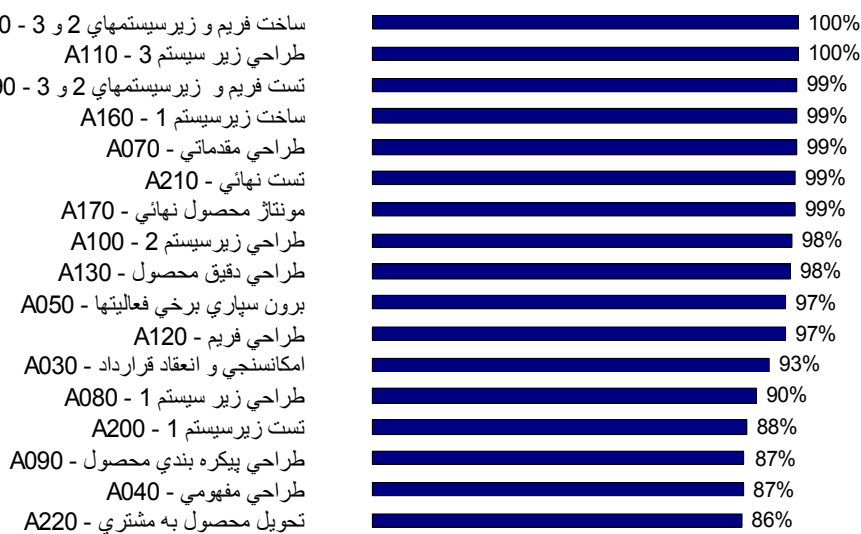 ساخت فريم و زيرسيستمهاي 2 و 3 - 0 100%
طراحي زير سيستم 3 - A110 100%
تست فريم و زيرسيستمهاي 2 و 3 - 90 99%
ساخت زيرسيستم 1 - A160 99%
طراحي مقدماتي - A070 99%
تست نهائي - A210 99%
مونتاژ محصول نهائي - A170 99%
طراحي زيرسيستم 2 - A100 98%
طراحي دقيق محصول - A130 98%
برون سپاري برخي فعاليتها - A050 97%
طراحي فريم - A120 97%
امكانسنجي و انعقاد قرارداد - A030 93%
طراحي زير سيستم 1 - A080 90%
تست زيرسيستم 1 - A200 88%
طراحي پيكره بندي محصول - A090 87%
طراحي مفهومي - A040 87%
تحويل محصول به مشتري - A220 86%